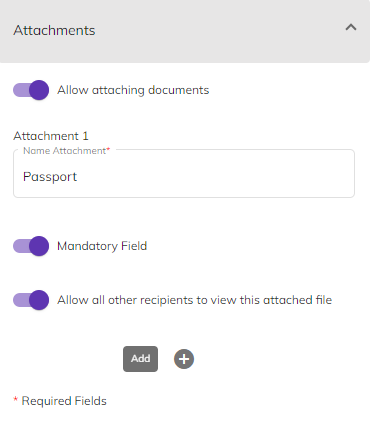 Attachments
Allow attaching documents
Attachment 1
Name Attachment*
Passport
Mandatory Field
Allow all other recipients to view this attached file
Add
* Required Fields